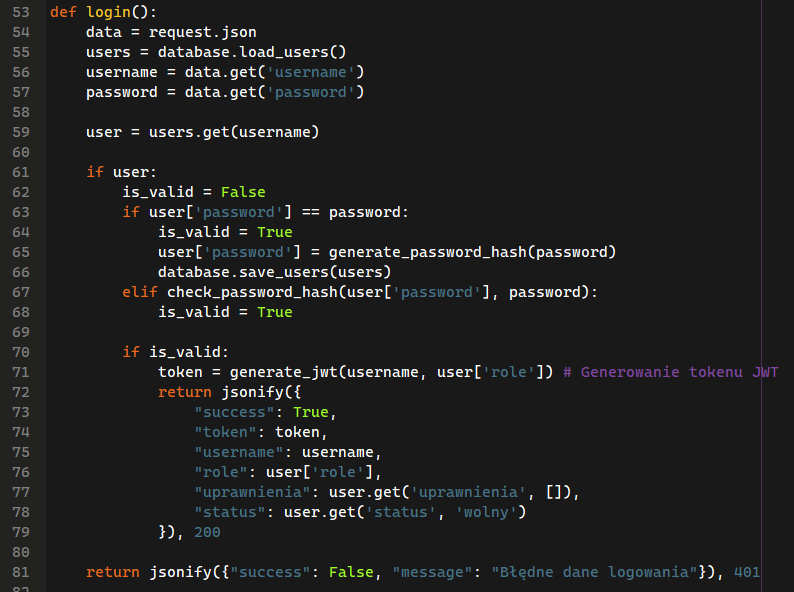 53 def login():
54     data = request.json
55     users = database.load_users()
56     username = data.get('username')
57     password = data.get('password')
58
59     user = users.get(username)
60
61     if user:
62         is_valid = False
63         if user['password'] == password:
64             is_valid = True
65             user['password'] = generate_password_hash(password)
66             database.save_users(users)
67         elif check_password_hash(user['password'], password):
68             is_valid = True
69
70         if is_valid:
71             token = generate_jwt(username, user['role']) # Generowanie tokenu JWT
72             return jsonify({
73                 "success": True,
74                 "token": token,
75                 "username": username,
76                 "role": user['role'],
77                 "uprawnienia": user.get('uprawnienia', []),
78                 "status": user.get('status', 'wolny')
79             }), 200
80
81     return jsonify({"success": False, "message": "Błędne dane logowania"}), 401
82